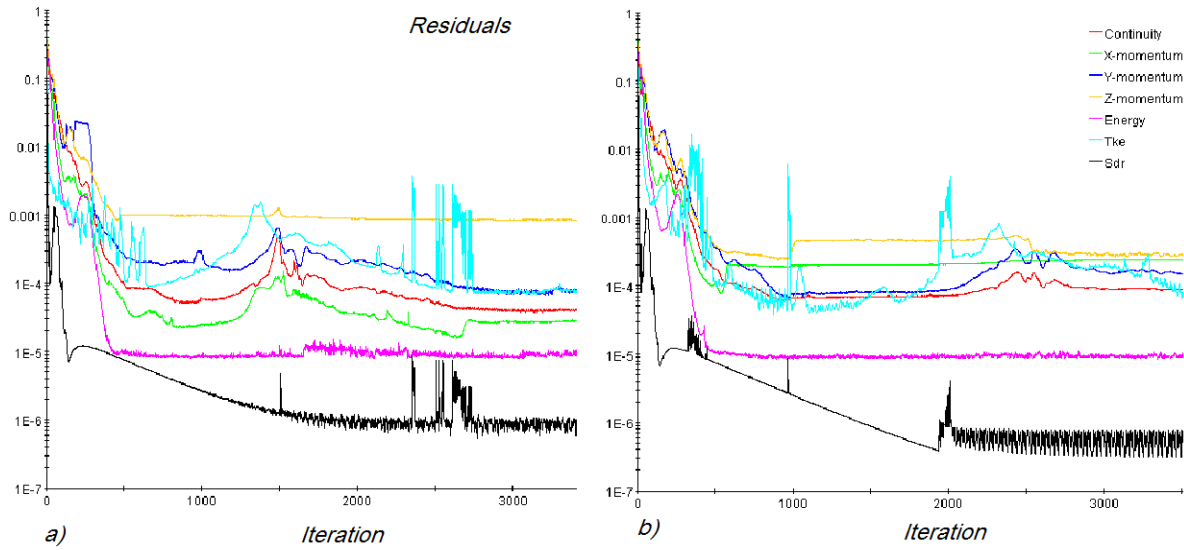 Residuals
1
0.1
0.01
0.001
1E-4
1E-5
1E-6
1E-7
0
1000
2000
3000
a)
Iteration
1
0.1
0.01
0.001
1E-4
1E-5
1E-6
1E-7
0
1000
2000
3000
Continuity
X-momentum
Y-momentum
Z-momentum
Energy
Tke
Sdr
b)
Iteration